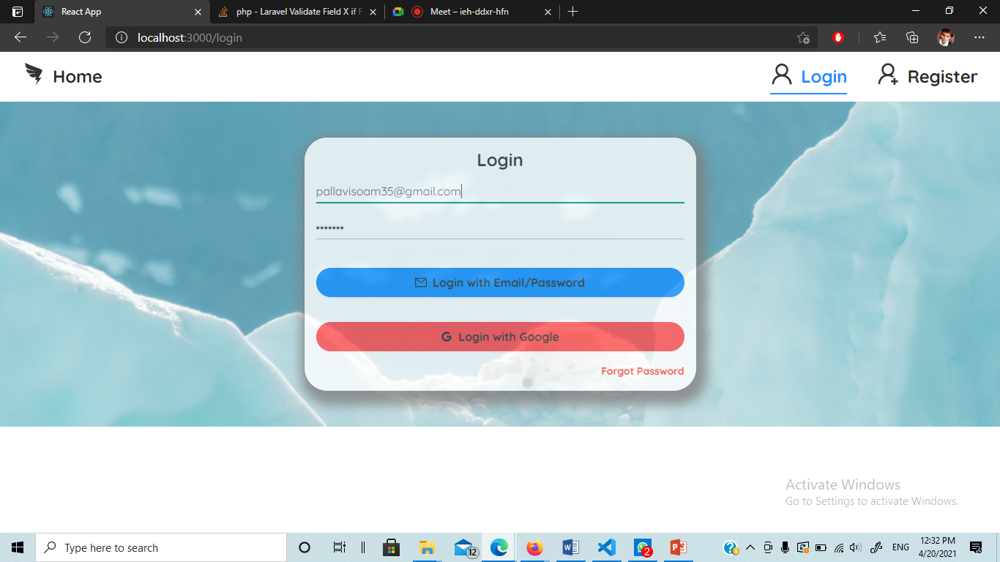 React App
php - Laravel Validate Field X if F
Meet – ieh-ddxr-hfn
localhost:3000/login
Home
Login
Register
Login
pallavisoam35@gmail.com
•••••••
Login with Email/Password
G Login with Google
Forgot Password
Activate Windows
Go to Settings to activate Windows.
Type here to search
12
2
ENG
12:32 PM
4/20/2021